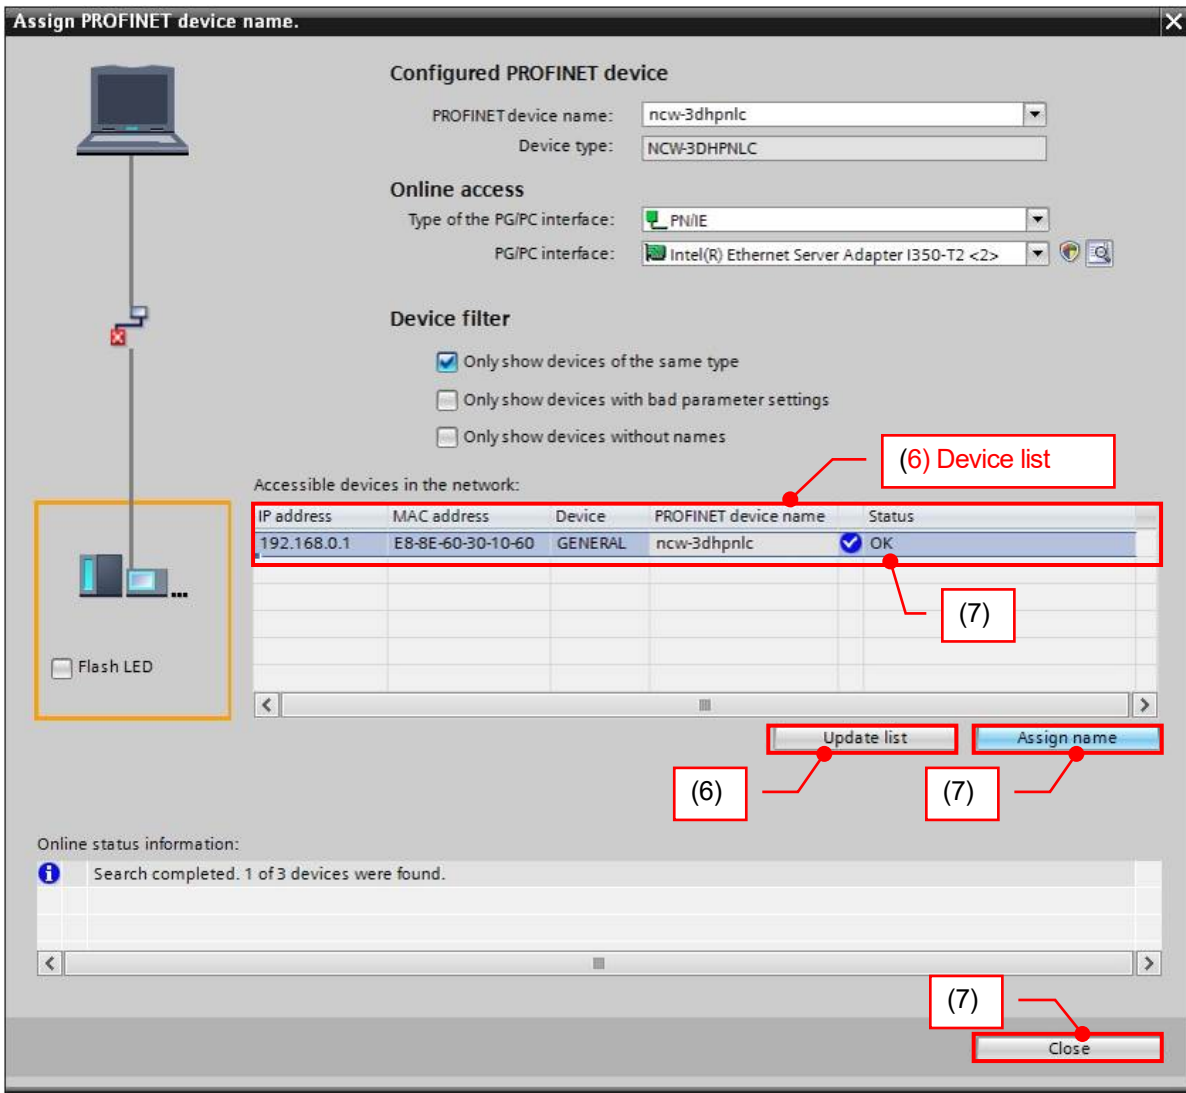 Assign PROFINET device name.
Configured PROFINET device
PROFINET device name: ncw-3dhpnlc
Device type: NCW-3DHPNLC
Online access
Type of the PG/PC interface: PN/IE
PG/PC interface: Intel(R) Ethernet Server Adapter I350-T2 <2>
Device filter
Only show devices of the same type
Only show devices with bad parameter settings
Only show devices without names
(6) Device list
Accessible devices in the network:
IP address MAC address Device PROFINET device name Status
192.168.0.1 E8-8E-60-30-10-60 GENERAL ncw-3dhpnlc OK
(7)
Flash LED
Update list Assign name
(6) (7)
Online status information:
Search completed. 1 of 3 devices were found.
(7)
Close